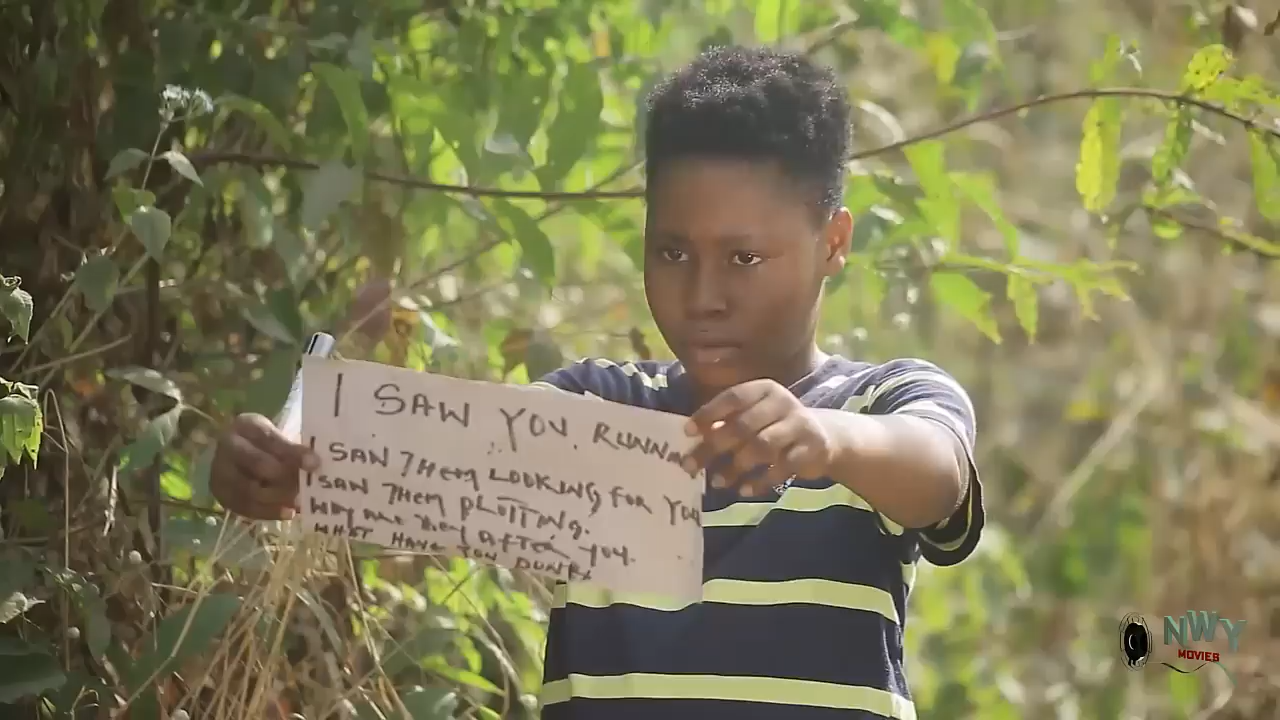 I SAW YOU. RUNNIN
I SAW THEM LOOKING FOR YOU
I SAW THEM PLOTTING.
WHY ARE THEY AFTER YOU.
WHAT HAVE YOU DONE
NWY
MOVIES